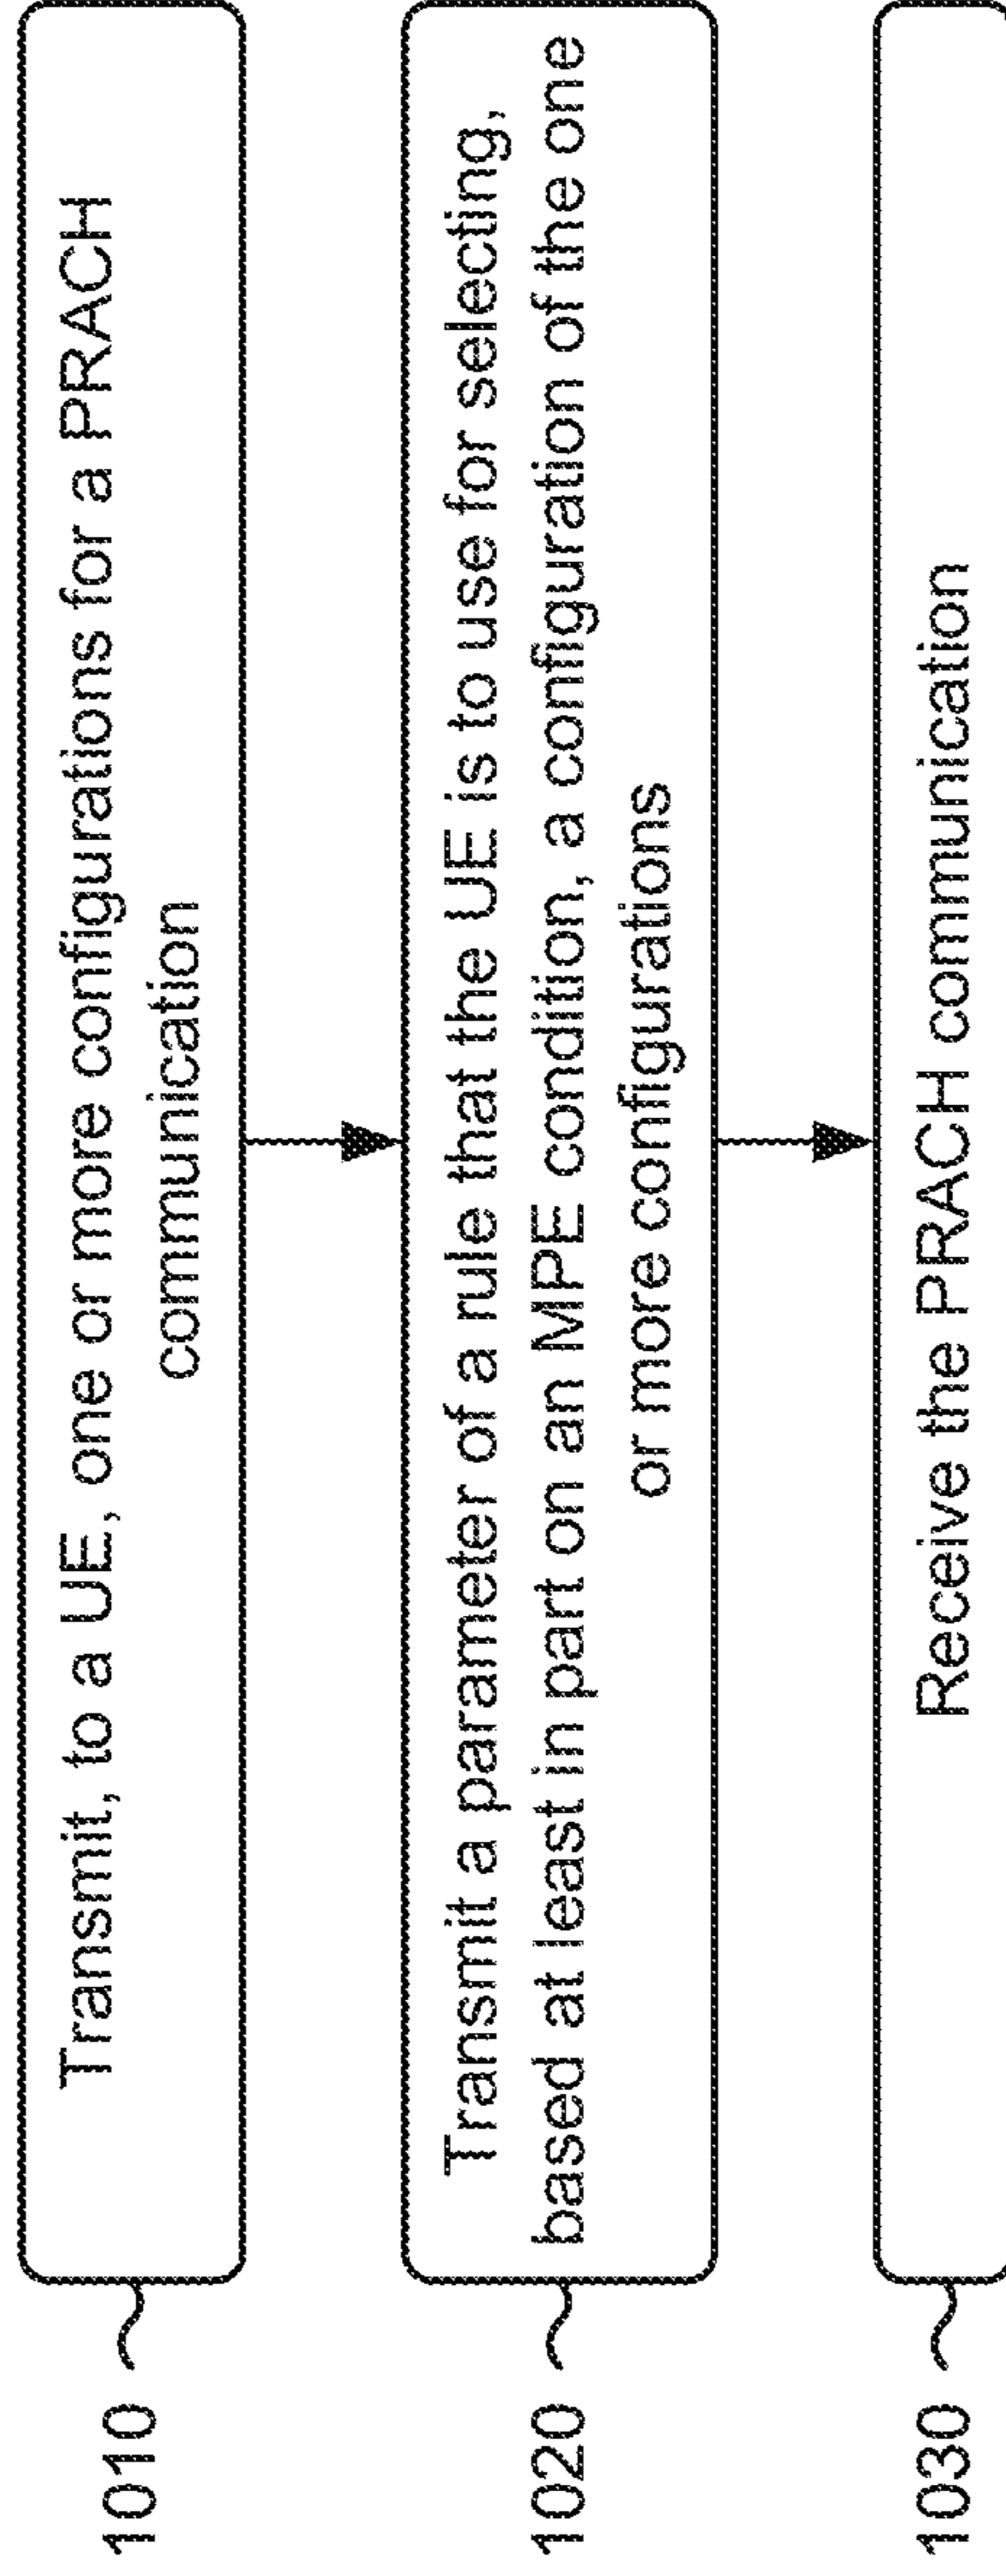 1010
Transmit, to a UE, one or more configurations for a PRACH
communication
1020
Transmit a parameter of a rule that the UE is to use for selecting,
based at least in part on an MPE condition, a configuration of the one
or more configurations
1030
Receive the PRACH communication